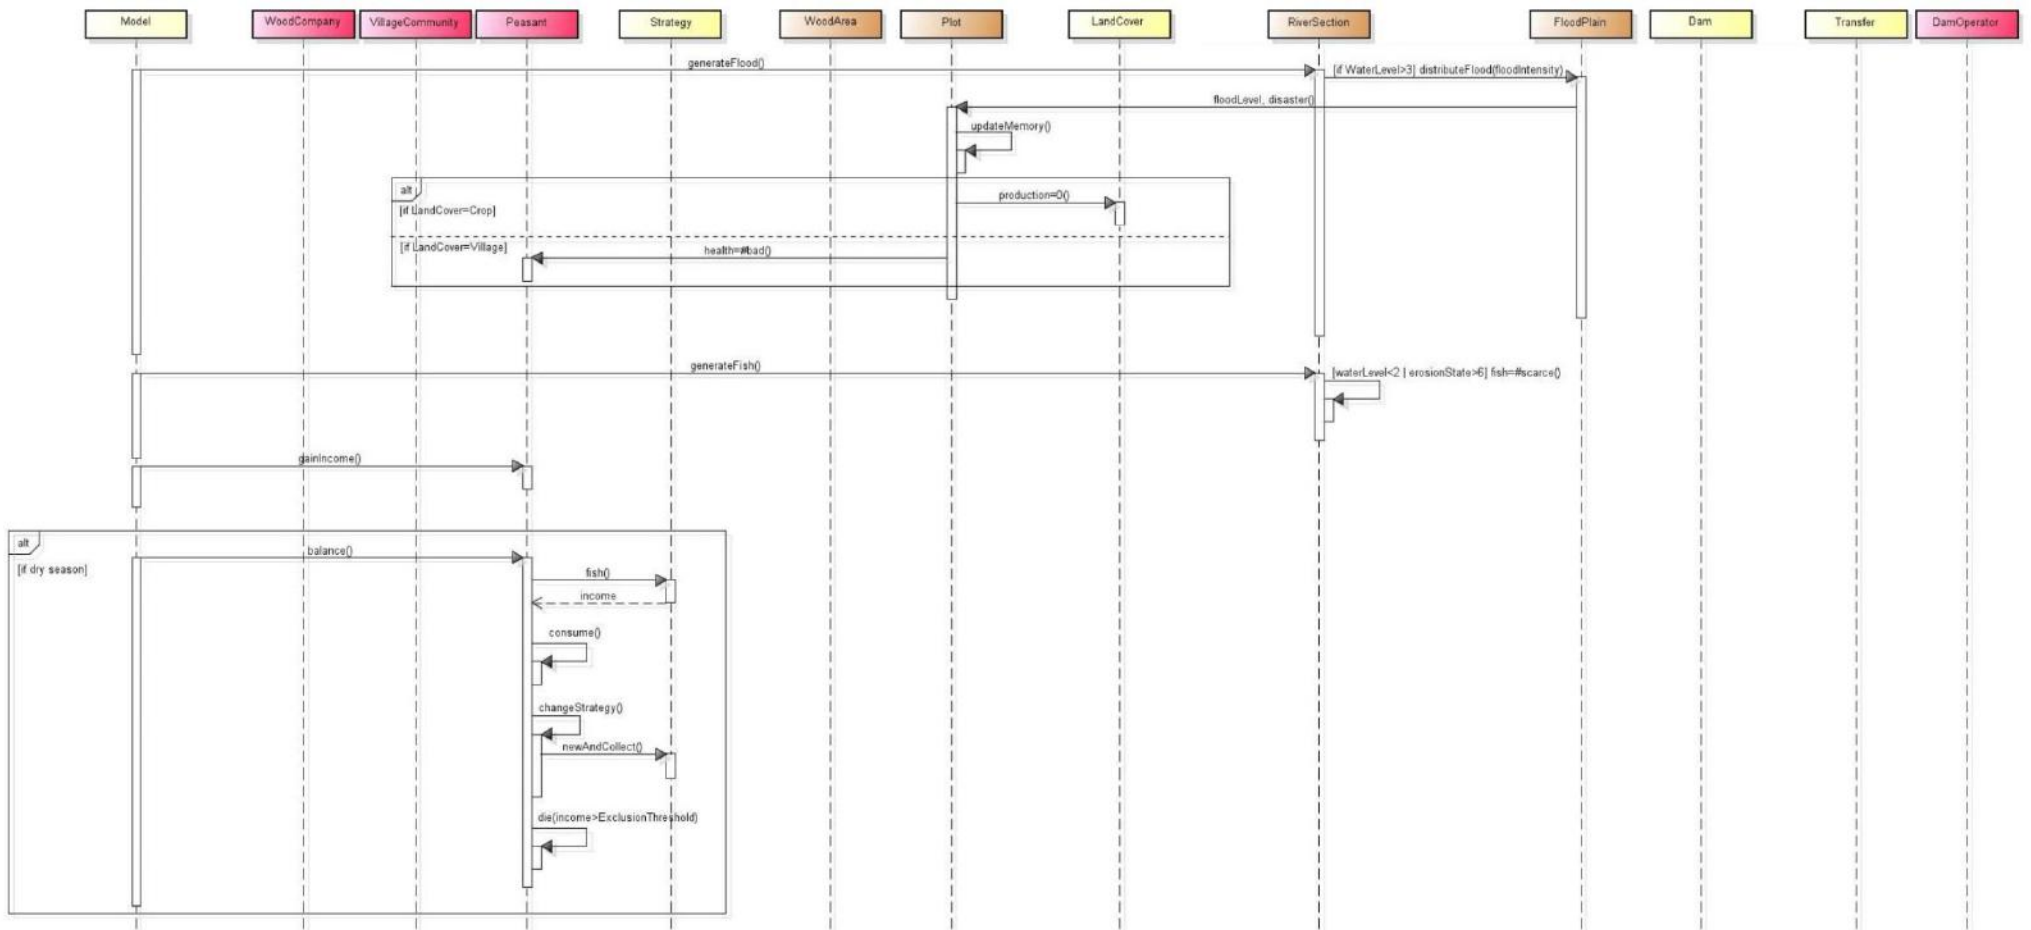 Model
WoodCompany
VillageCommunity
Peasant
Strategy
WoodArea
Plot
LandCover
RiverSection
FloodPlain
Dam
Transfer
DamOperator
generateFlood()
[if WaterLevel>3] distributeFlood(floodIntensity)
floodLevel, disaster()
updateMemory()
alt
production=0()
[if LandCover=Crop]
[if LandCover=Village]
health=#bad()
generateFish()
[waterLevel<2 | erosionState>6] fish=#scarce()
gainIncome()
alt
balance()
[if dry season]
fish()
income
consume()
changeStrategy()
newAndCollect()
die(income>ExclusionThreshold)